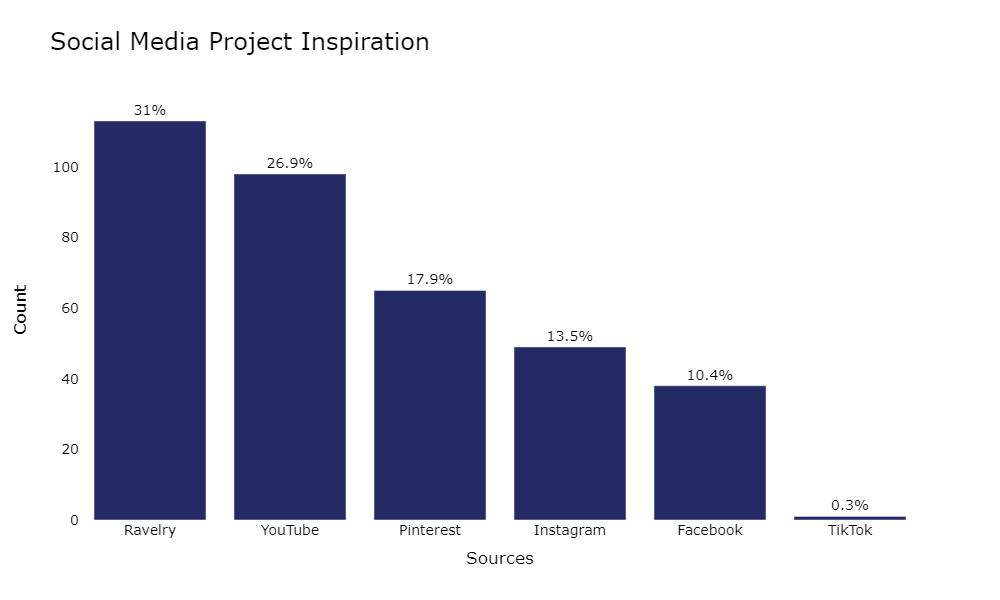 Social Media Project Inspiration
31%
26.9%
17.9%
13.5%
10.4%
0.3%
100
80
60
40
20
0
Count
Ravelry
YouTube
Pinterest
Instagram
Facebook
TikTok
Sources